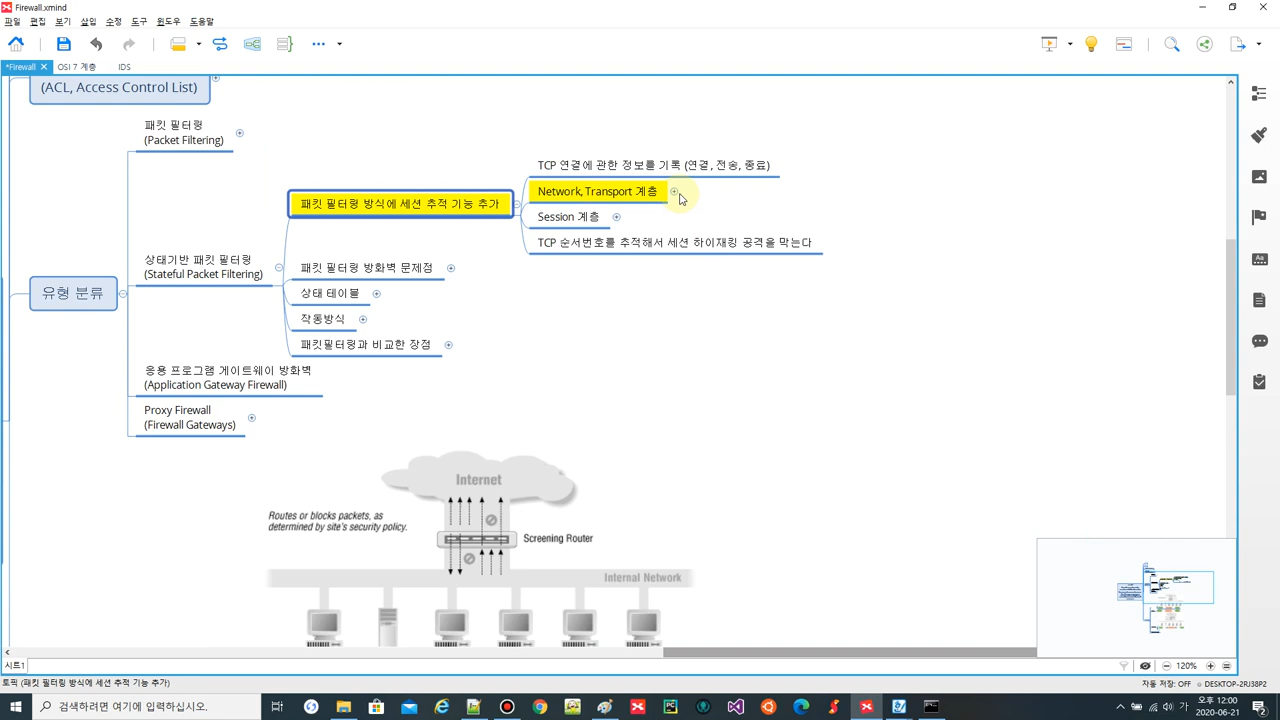 Firewall.xmind
파일 편집 보기 삽입 수정 도구 윈도우 도움말
*Firewall OSI 7 계층 IDS
(ACL, Access Control List)
패킷 필터링
(Packet Filtering)
TCP 연결에 관한 정보를 기록 (연결, 전송, 종료)
Network, Transport 계층
패킷 필터링 방식에 세션 추적 기능 추가
Session 계층
TCP 순서번호를 추적해서 세션 하이재킹 공격을 막는다
상태기반 패킷 필터링
(Stateful Packet Filtering)
패킷 필터링 방화벽 문제점
유형 분류
상태 테이블
작동방식
패킷필터링과 비교한 장점
응용 프로그램 게이트웨이 방화벽
(Application Gateway Firewall)
Proxy Firewall
(Firewall Gateways)
Internet
Routes or blocks packets, as
determined by site's security policy.
Screening Router
Internal Network
시트1
120%
토픽 (패킷 필터링 방식에 세션 추적 기능 추가)
자동 저장: OFF
DESKTOP-2RJ38P2
검색하려면 여기에 입력하십시오.
가
오후 12:00
2020-06-21
2